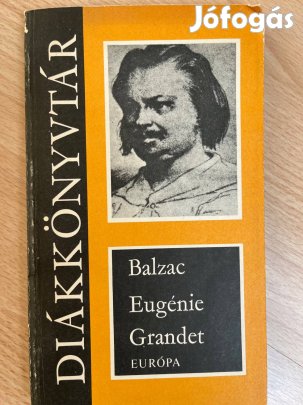 Jófogás
DIÁKKÖNYVTÁR
Balzac
Eugénie
Grandet
EURÓPA